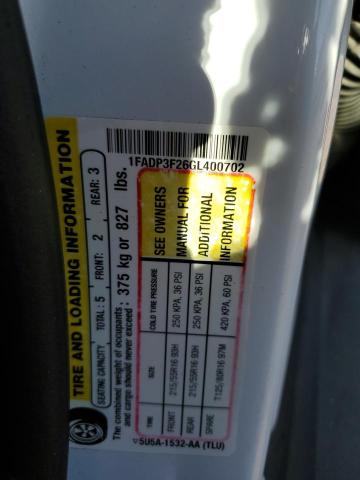 1FADP3F26GL400702
TIRE AND LOADING INFORMATION
SEATING CAPACITY TOTAL: 5 FRONT: 2 REAR: 3
The combined weight of occupants and cargo should never exceed: 375 kg or 827 lbs.
SIZE COLD TIRE PRESSURE SEE OWNERS
FRONT 215/55R16 93H 250 KPA, 36 PSI MANUAL FOR
REAR 215/55R16 93H 250 KPA, 36 PSI ADDITIONAL
SPARE T125/80R16 97M 420 KPA, 60 PSI INFORMATION
5U5A-1532-AA (TLU)